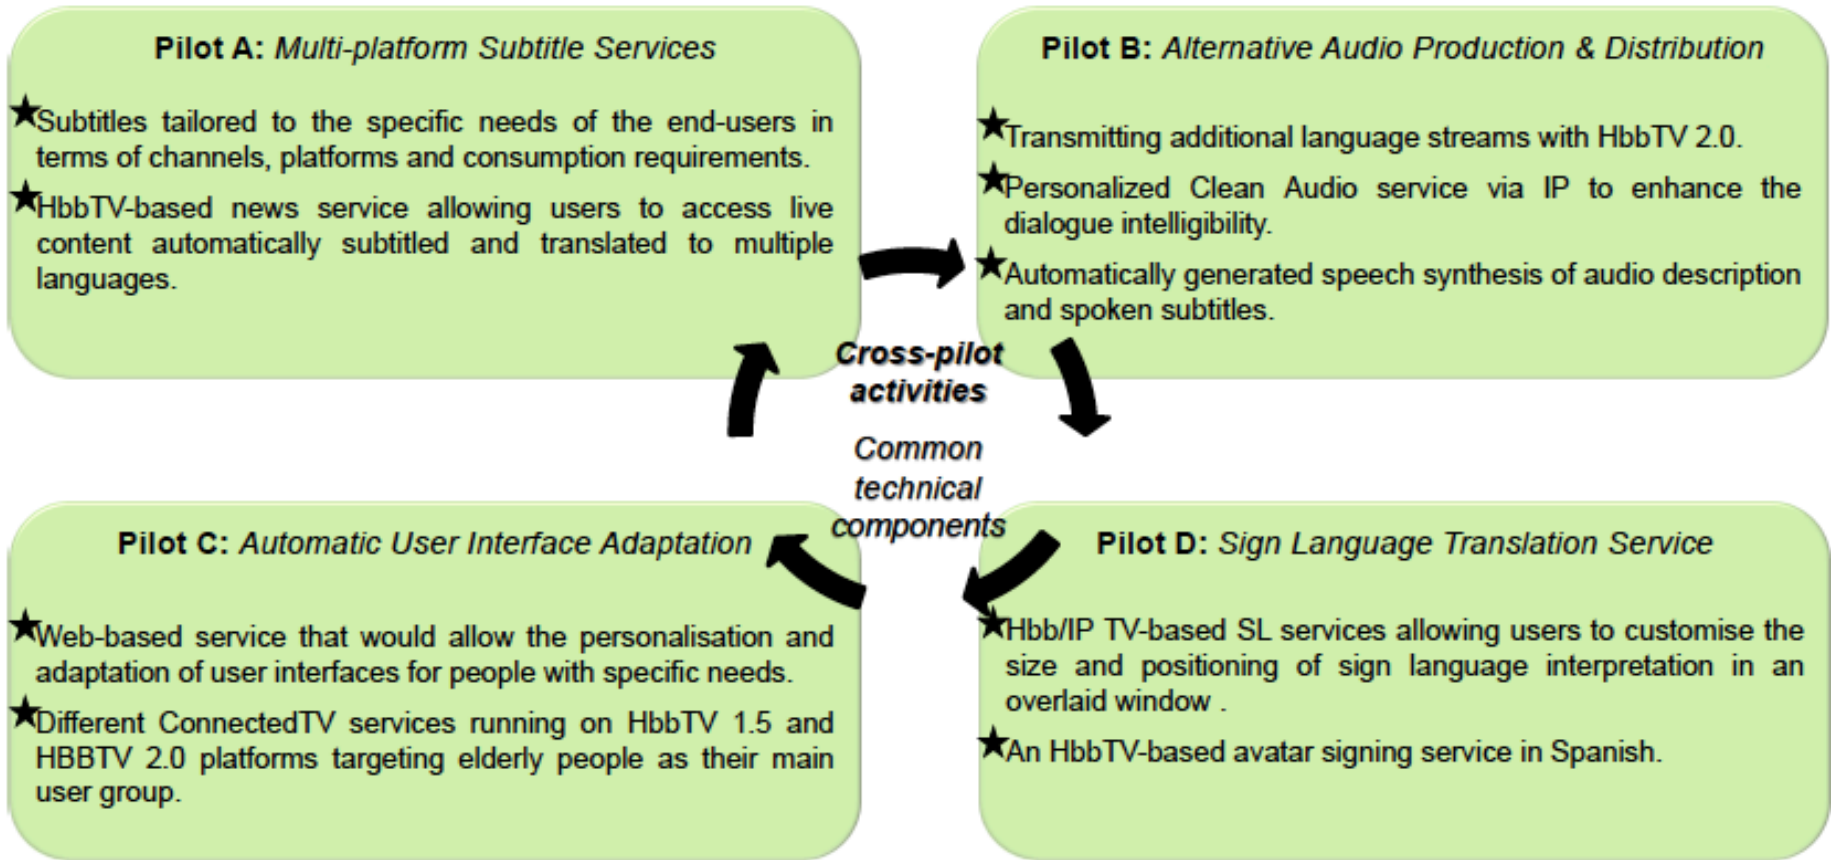 Pilot A: Multi-platform Subtitle Services
Subtitles tailored to the specific needs of the end-users in
terms of channels, platforms and consumption requirements.
HbbTV-based news service allowing users to access live
content automatically subtitled and translated to multiple
languages.
Pilot B: Alternative Audio Production & Distribution
Transmitting additional language streams with HbbTV 2.0.
Personalized Clean Audio service via IP to enhance the
dialogue intelligibility.
Automatically generated speech synthesis of audio description
and spoken subtitles.
Cross-pilot
activities
Common
technical
components
Pilot C: Automatic User Interface Adaptation
Web-based service that would allow the personalisation and
adaptation of user interfaces for people with specific needs.
Different ConnectedTV services running on HbbTV 1.5 and
HBBTV 2.0 platforms targeting elderly people as their main
user group.
Pilot D: Sign Language Translation Service
Hbb/IP TV-based SL services allowing users to customise the
size and positioning of sign language interpretation in an
overlaid window .
An HbbTV-based avatar signing service in Spanish.